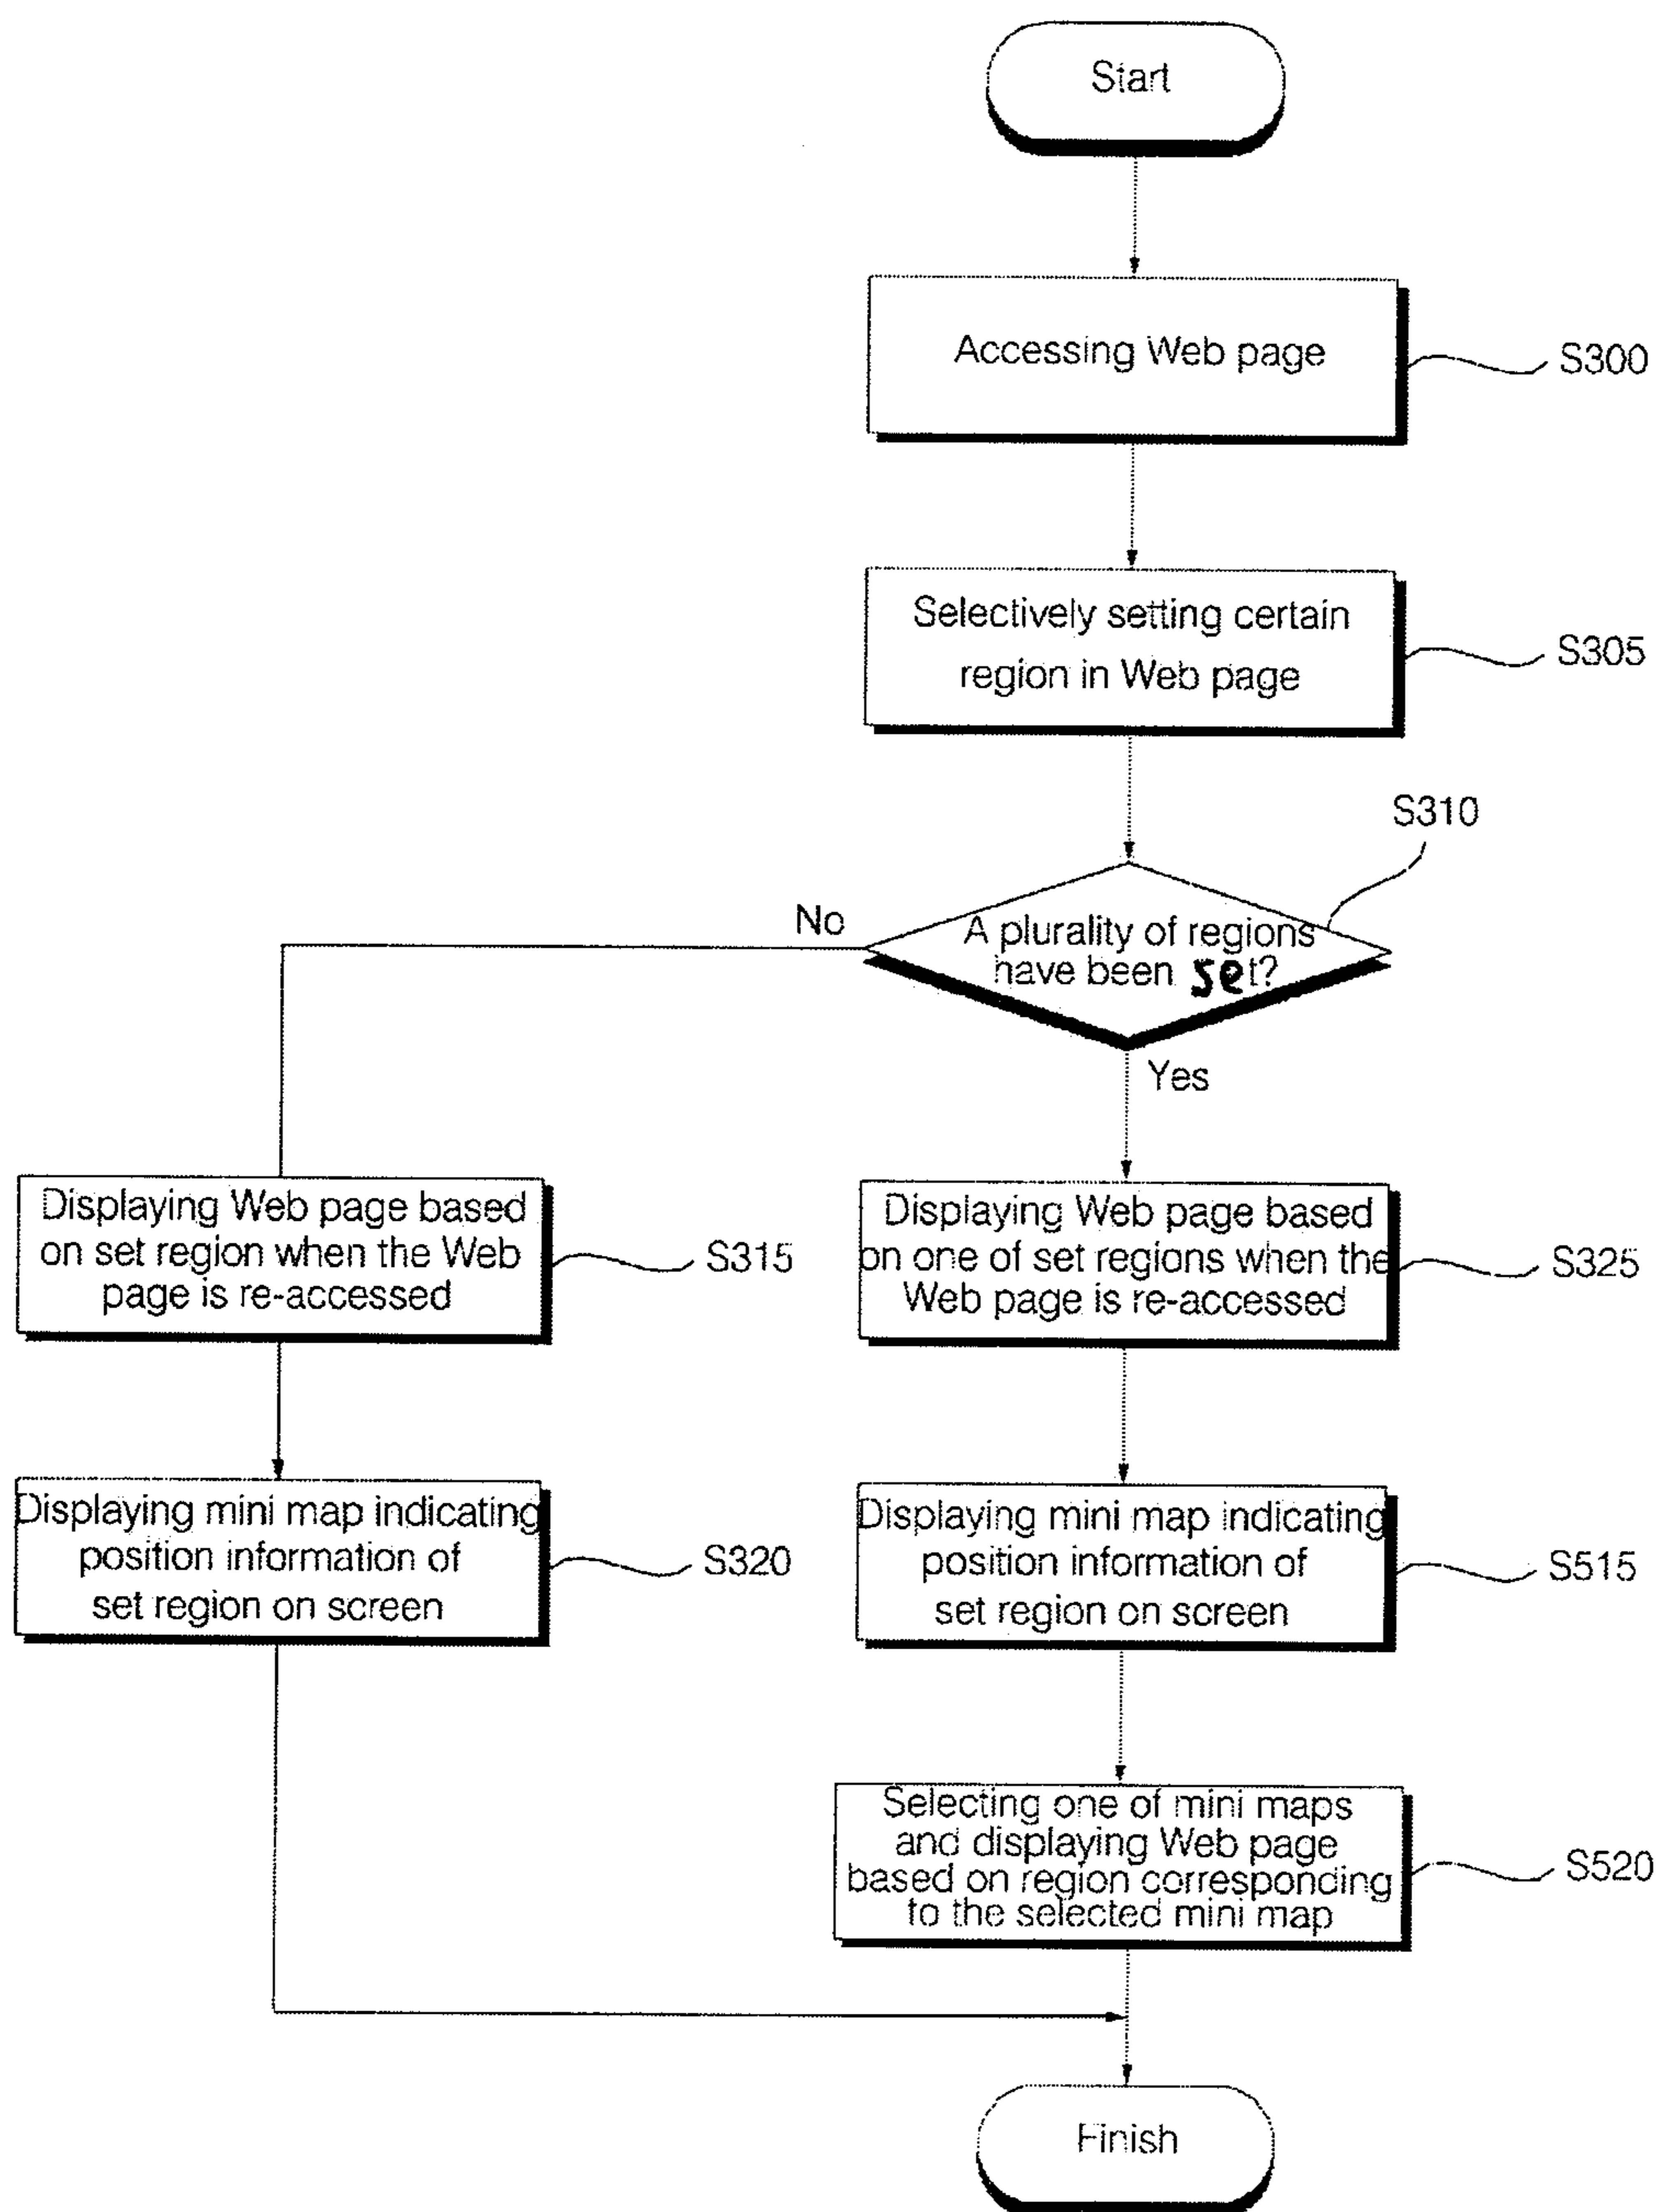 Start
Accessing Web page
S300
Selectively setting certain
region in Web page
S305
S310
A plurality of regions
have been set?
No
Yes
Displaying Web page based
on set region when the Web
page is re-accessed
S315
Displaying Web page based
on one of set regions when the
Web page is re-accessed
S325
Displaying mini map indicating
position information of
set region on screen
S320
Displaying mini map indicating
position information of
set region on screen
S515
Selecting one of mini maps
and displaying Web page
based on region corresponding
to the selected mini map
S520
Finish